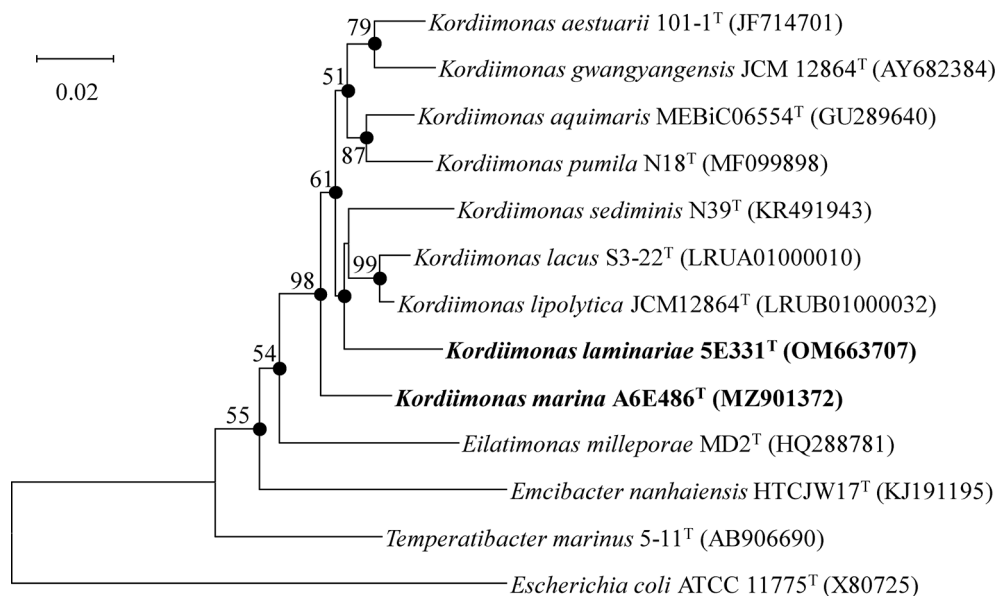 79
Kordiimonas aestuarii 101-1ᵀ (JF714701)
Kordiimonas gwangyangensis JCM 12864ᵀ (AY682384)
0.02
51
Kordiimonas aquimaris MEBiC06554ᵀ (GU289640)
87
Kordiimonas pumila N18ᵀ (MF099898)
61
Kordiimonas sediminis N39ᵀ (KR491943)
99
Kordiimonas lacus S3-22ᵀ (LRUA01000010)
98
Kordiimonas lipolytica JCM12864ᵀ (LRUB01000032)
Kordiimonas laminariae 5E331ᵀ (OM663707)
54
Kordiimonas marina A6E486ᵀ (MZ901372)
55
Eilatimonas milleporae MD2ᵀ (HQ288781)
Emcibacter nanhaiensis HTCJW17ᵀ (KJ191195)
Temperatibacter marinus 5-11ᵀ (AB906690)
Escherichia coli ATCC 11775ᵀ (X80725)